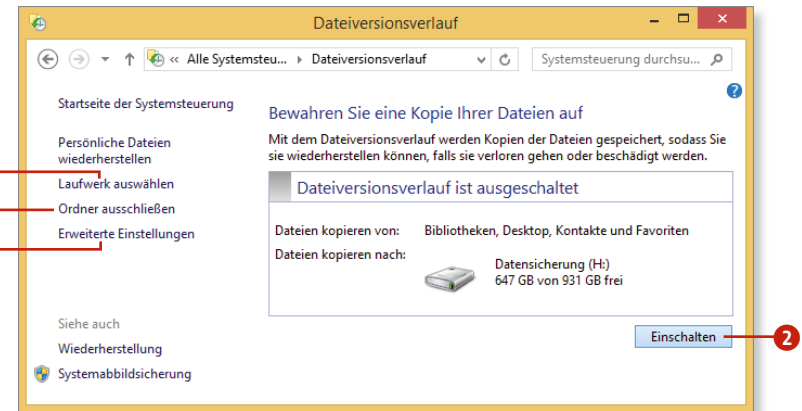 Dateiversionsverlauf
« Alle Systemsteu... ▸ Dateiversionsverlauf
Systemsteuerung durchsu...
Startseite der Systemsteuerung
Persönliche Dateien
wiederherstellen
Laufwerk auswählen
Ordner ausschließen
Erweiterte Einstellungen
Bewahren Sie eine Kopie Ihrer Dateien auf
Mit dem Dateiversionsverlauf werden Kopien der Dateien gespeichert, sodass Sie
sie wiederherstellen können, falls sie verloren gehen oder beschädigt werden.
Dateiversionsverlauf ist ausgeschaltet
Dateien kopieren von: Bibliotheken, Desktop, Kontakte und Favoriten
Dateien kopieren nach:
Datensicherung (H:)
647 GB von 931 GB frei
Einschalten
2
Siehe auch
Wiederherstellung
Systemabbildsicherung